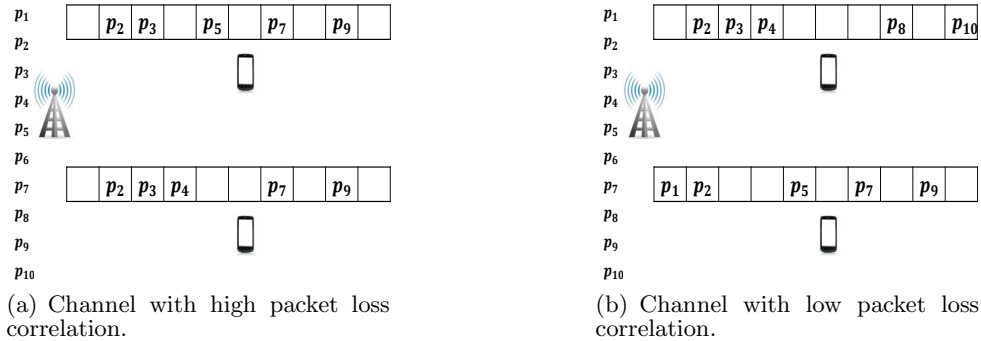 p1
p2
p3
p4
p5
p6
p7
p8
p9
p10
p2 p3 p5 p7 p9
p2 p3 p4 p7 p9
(a) Channel with high packet loss
correlation.
p1
p2
p3
p4
p5
p6
p7
p8
p9
p10
p2 p3 p4 p8 p10
p1 p2 p5 p7 p9
(b) Channel with low packet loss
correlation.